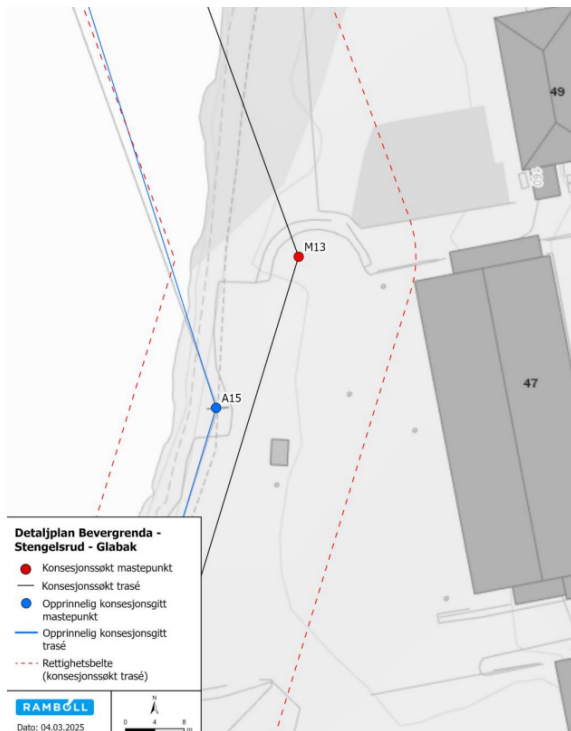 49
M13
47
A15
Detaljplan Bevergrenda -
Stengelsrud - Glabak
Konsesjonssøkt mastepunkt
Konsesjonssøkt trasé
Opprinnelig konsesjonsgitt
mastepunkt
Opprinnelig konsesjonsgitt
trasé
Rettighetsbelte
(konsesjonssøkt trasé)
RAMBOLL
N
0 4 8
m
Dato: 04.03.2025